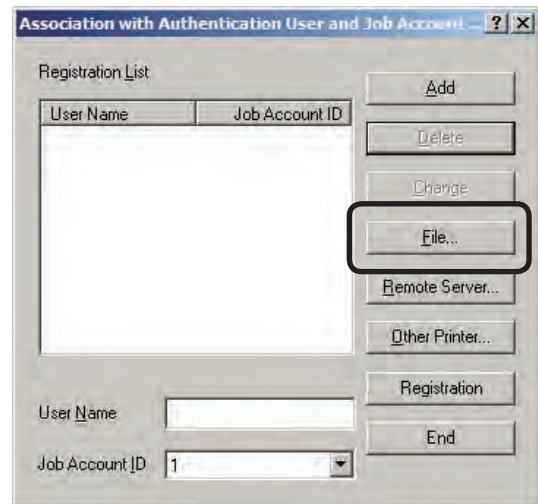 Association with Authentication User and Job Account
Registration List
User Name Job Account ID
Add
Delete
Change
File...
Remote Server...
Other Printer...
Registration
End
User Name
Job Account ID 1